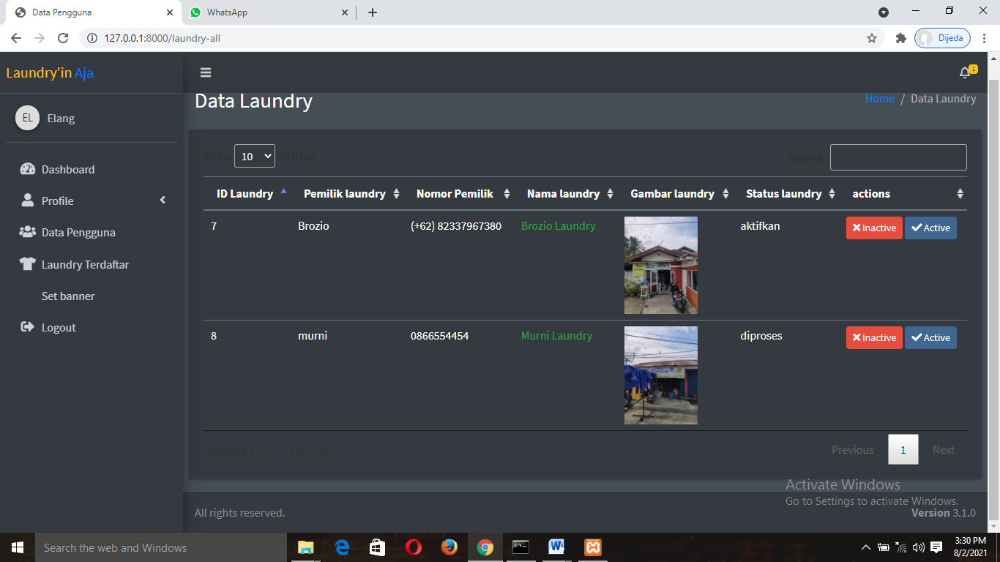 Data Pengguna
WhatsApp
127.0.0.1:8000/laundry-all
Dijeda
Laundry'in Aja
1
EL
Elang
Data Laundry
Home / Data Laundry
Dashboard
Profile
Data Pengguna
Laundry Terdaftar
Set banner
Logout
Show 10 entries
Search:
ID Laundry Pemilik laundry Nomor Pemilik Nama laundry Gambar laundry Status laundry actions
7 Brozio (+62) 82337967380 Brozio Laundry aktifkan Inactive Active
8 murni 0866554454 Murni Laundry diproses Inactive Active
Showing 1 to 2 of 2 entries
Previous 1 Next
Activate Windows
Go to Settings to activate Windows.
All rights reserved.
Version 3.1.0
Search the web and Windows
3:30 PM
8/2/2021